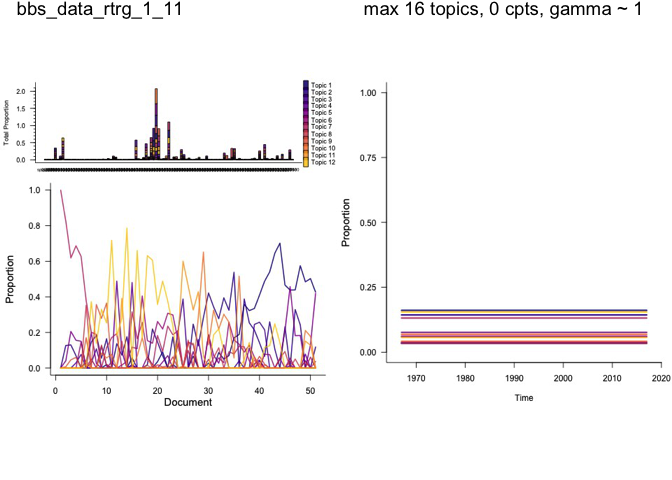 bbs_data_rtrg_1_11
max 16 topics, 0 cpts, gamma ~ 1
Total Proportion
2.0
1.5
1.0
0.5
0.0
Topic 1
Topic 2
Topic 3
Topic 4
Topic 5
Topic 6
Topic 7
Topic 8
Topic 9
Topic 10
Topic 11
Topic 12
Proportion
1.0
0.8
0.6
0.4
0.2
0.0
0 10 20 30 40 50
Document
Proportion
1.00
0.75
0.50
0.25
0.00
1970 1980 1990 2000 2010 2020
Time